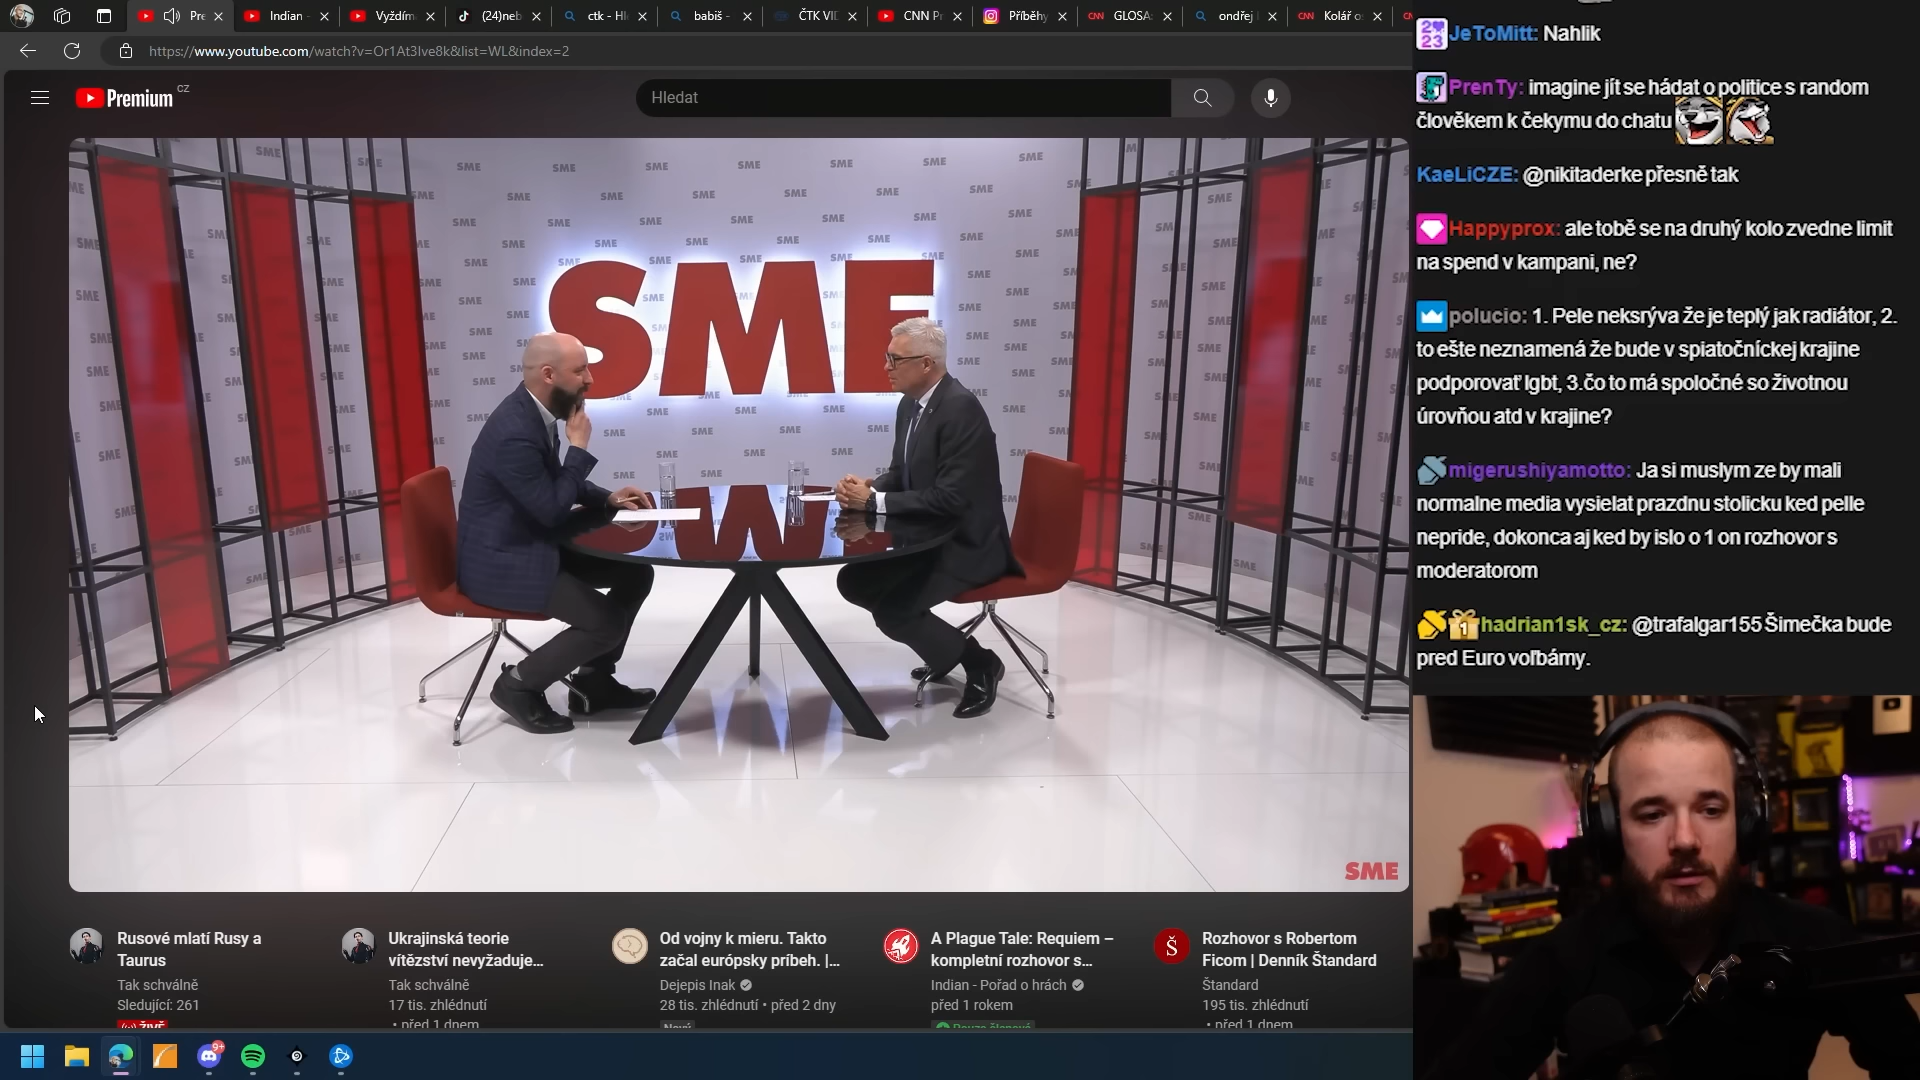 Pre
Indian -
Vyždím
(24)neb
ctk - Hl
babiš -
ČTK VI
CNN P
Příběhy
CNN
GLOSA:
ondřej
CNN
Kolář o
https://www.youtube.com/watch?v=Or1At3lve8k&list=WL&index=2
Premium
CZ
Hledat
SME
SME
Rusové mlatí Rusy a
Taurus
Tak schválně
Sledující: 261
ŽIVĚ
Ukrajinská teorie
vítězství nevyžaduje...
Tak schválně
17 tis. zhlédnutí
• před 1 dnem
Od vojny k mieru. Takto
začal európsky príbeh. |...
Dejepis Inak
28 tis. zhlédnutí • před 2 dny
Nový
A Plague Tale: Requiem –
kompletní rozhovor s...
Indian - Pořad o hrách
před 1 rokem
Š
Rozhovor s Robertom
Ficom | Denník Štandard
Štandard
195 tis. zhlédnutí
• před 1 dnem
9+
JeToMitt: Nahlik
PrenTy: imagine jít se hádat o politice s random
člověkem k čekymu do chatu
KaeLiCZE: @nikitaderke přesně tak
Happyprox: ale tobě se na druhý kolo zvedne limit
na spend v kampani, ne?
polucio: 1. Pele neksrýva že je teplý jak radiátor, 2.
to ešte neznamená že bude v spiatočníckej krajine
podporovať lgbt, 3.čo to má spoločné so životnou
úrovňou atd v krajine?
migerushiyamotto: Ja si muslym ze by mali
normalne media vysielat prazdnu stolicku ked pelle
nepride, dokonca aj ked by islo o 1 on rozhovor s
moderatorom
hadrian1sk_cz: @trafalgar155 Šimečka bude
pred Euro voľbámy.